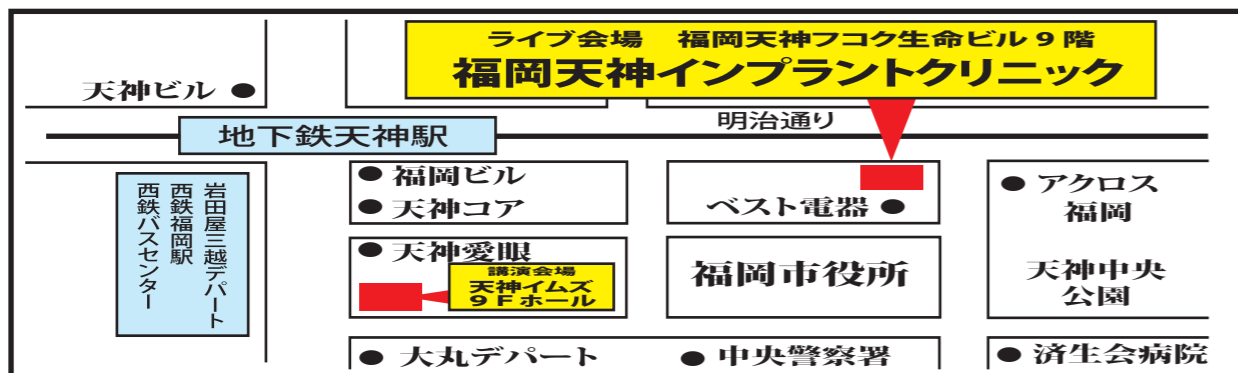 ライブ会場 福岡天神フコク生命ビル9階
福岡天神インプラントクリニック
天神ビル ●
明治通り
地下鉄天神駅
岩田屋三越デパート
西鉄福岡駅
西鉄バスセンター
● 福岡ビル
● 天神コア
ベスト電器 ●
● アクロス
福岡
● 天神愛眼
講演会場
天神イムズ
9Fホール
福岡市役所
天神中央
公園
● 大丸デパート
● 中央警察署
● 済生会病院